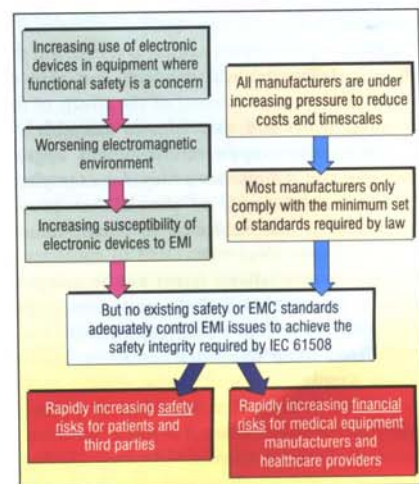 Increasing use of electronic
devices in equipment where
functional safety is a concern
Worsening electromagnetic
environment
Increasing susceptibility of
electronic devices to EMI
All manufacturers are under
increasing pressure to reduce
costs and timescales
Most manufacturers only
comply with the minimum set
of standards required by law
But no existing safety or EMC standards
adequately control EMI issues to achieve the
safety integrity required by IEC 61508
Rapidly increasing safety
risks for patients and
third parties
Rapidly increasing financial
risks for medical equipment
manufacturers and
healthcare providers